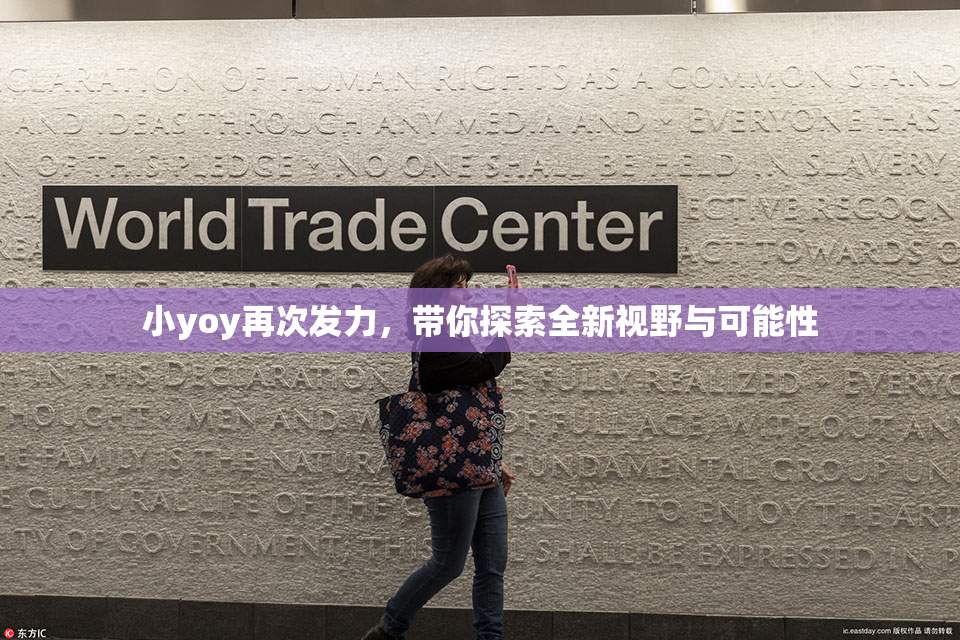 CLARATION OF HUMAN RIGHTS AS A COMMON STAND
AND IDEAS THROUGH ANY MEDIA AND EVERYONE HAS T
N OF THIS PLEDGE NO ONE SHALL BE HELD IN SLAVERY
World Trade Center
ECTIVE RECOGN
ACT TOWARDS O
小yoy再次发力，带你探索全新视野与可能性
H IN THIS DECLARATION FULLY REALIZED EVERYO
THOUGHT MEN AND FULL AGE WITHO
E FAMILY IS THE NATURA FUNDAMENTAL GROUP
E CULTURAL LIFE OF THE UNITY, TO ENJOY THE ART
TY OF GOVERNMENT; THIS SHALL BE EXPRESSED IN P
东方IC
ic.eastday.com 版权作品 请勿转载